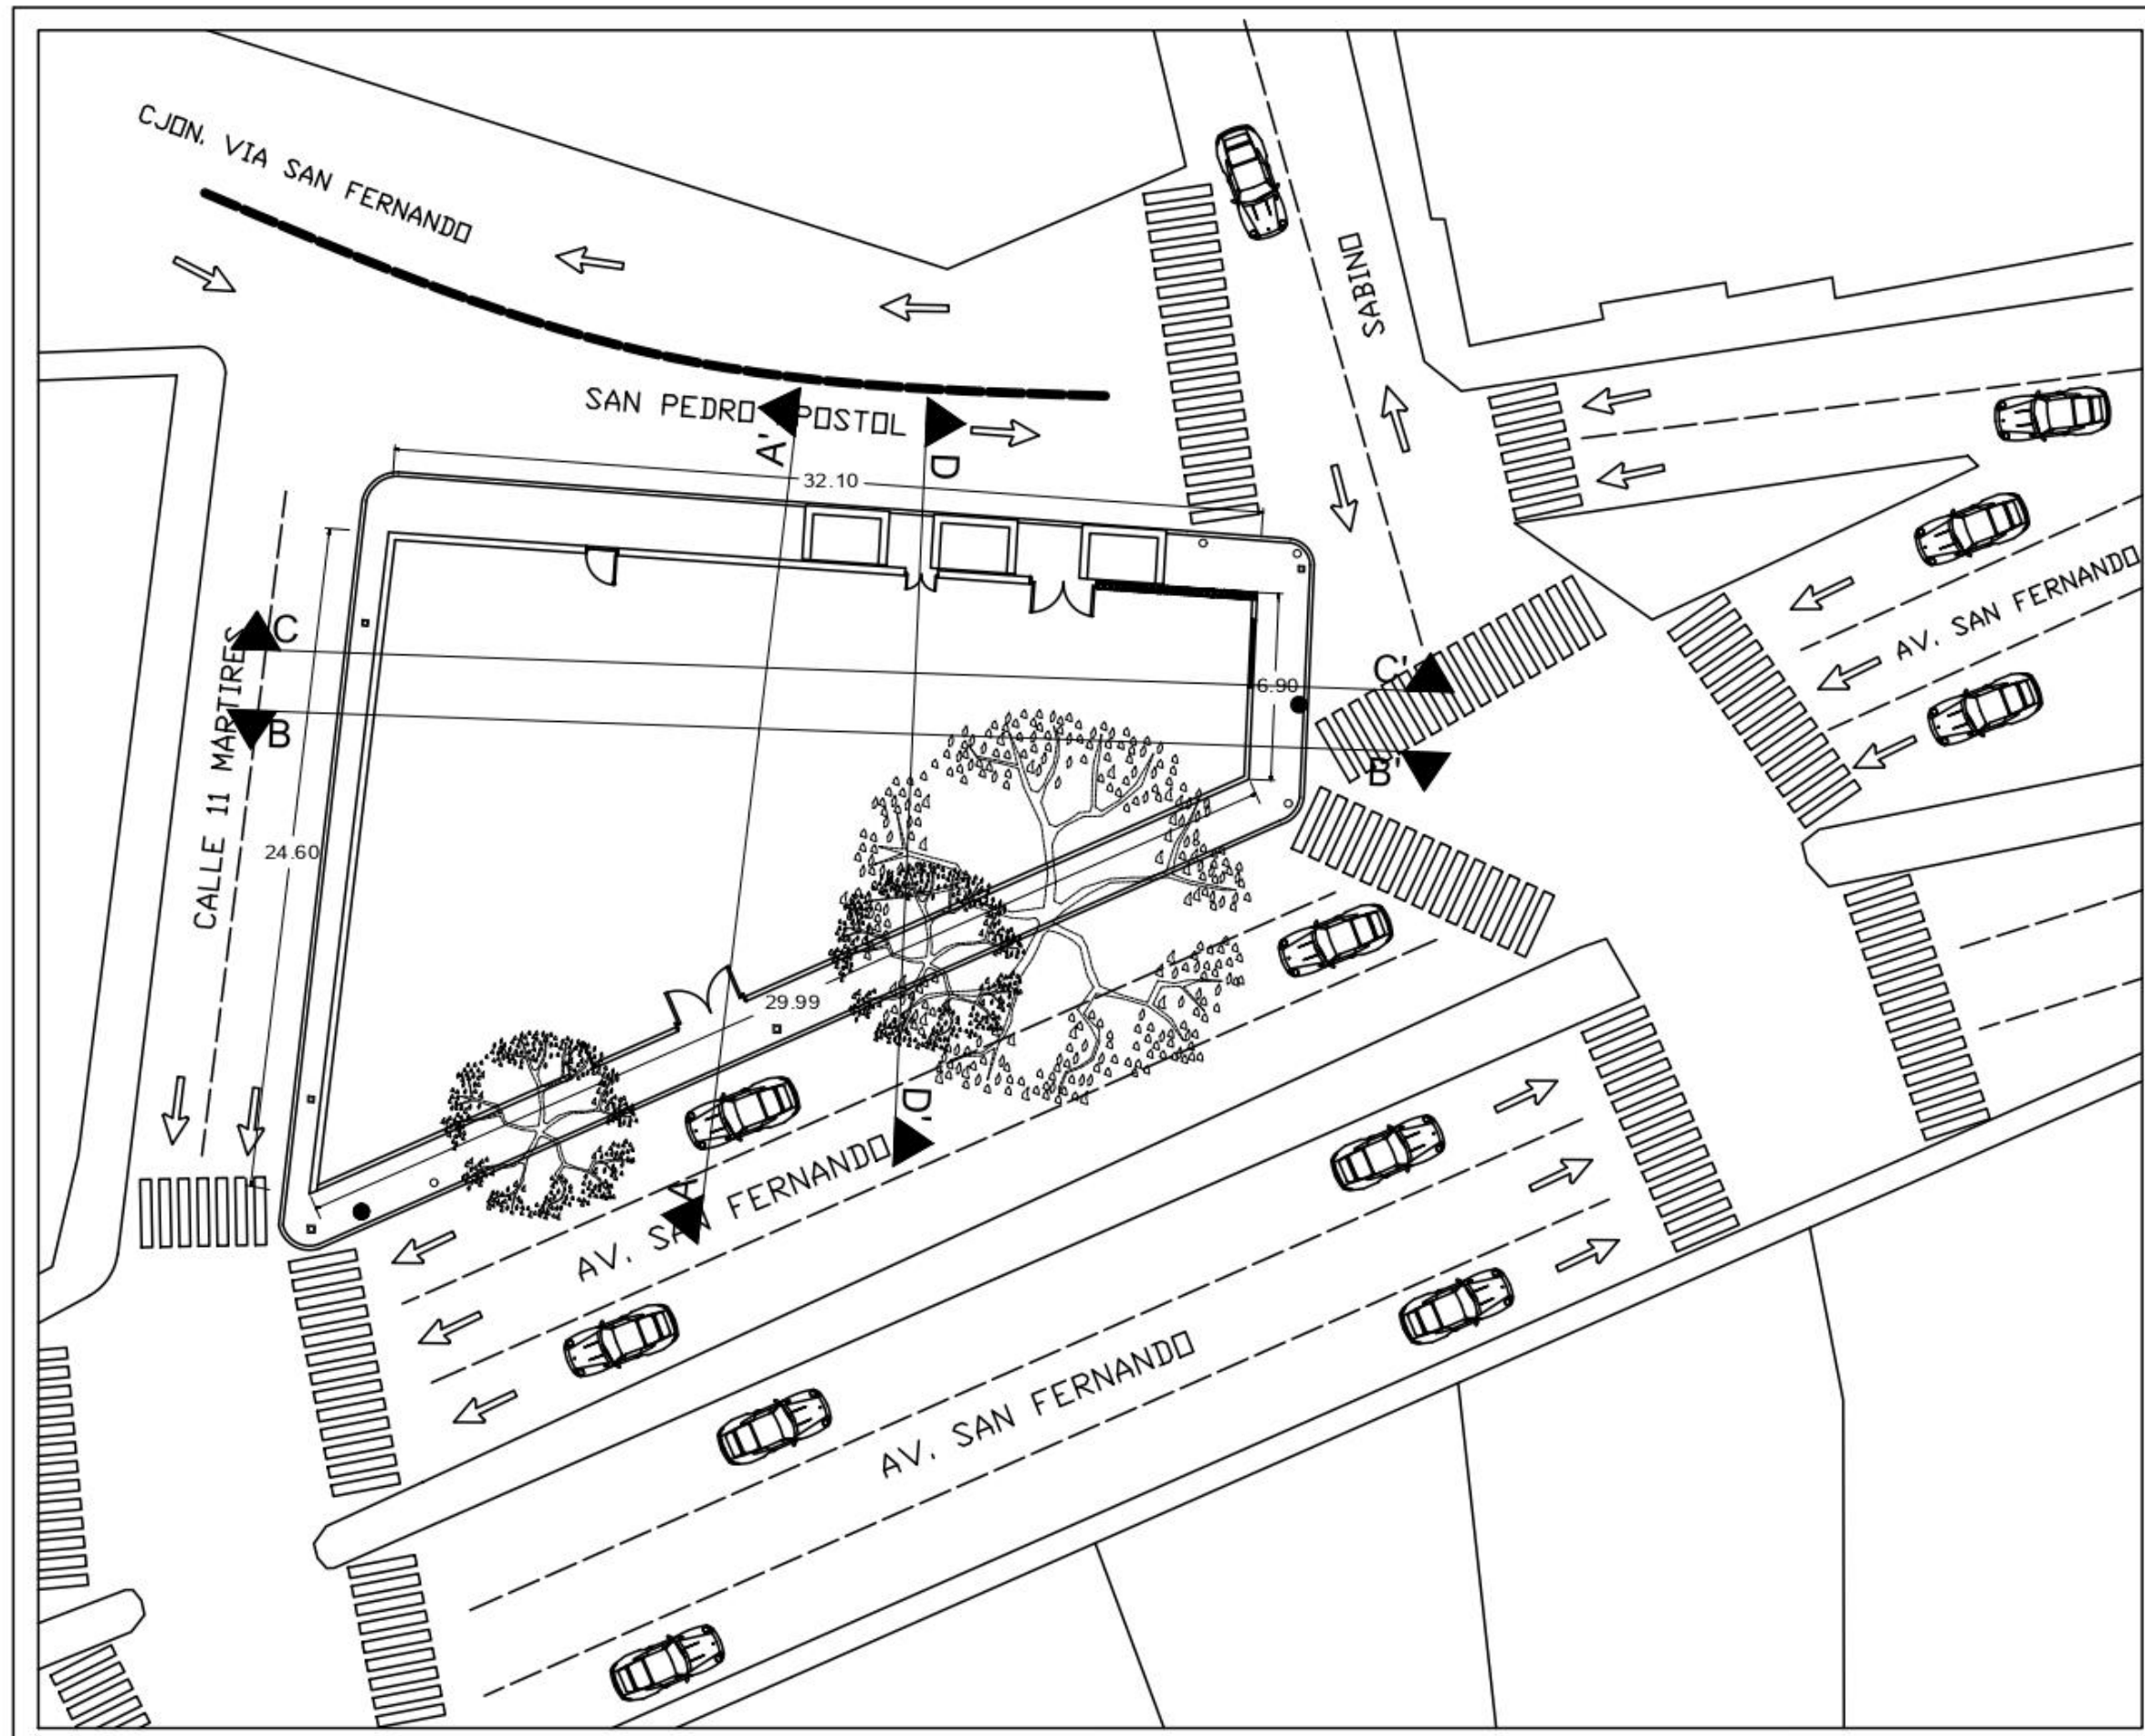 CJON. VIA SAN FERNANDO
SABINO
SAN PEDRO POSTOL
A'
D
32.10
AV. SAN FERNANDO
C
C'
6.90
CALLE 11 MARTIRES
B
B'
24.60
29.99
D'
A
AV. SAN FERNANDO
AV. SAN FERNANDO